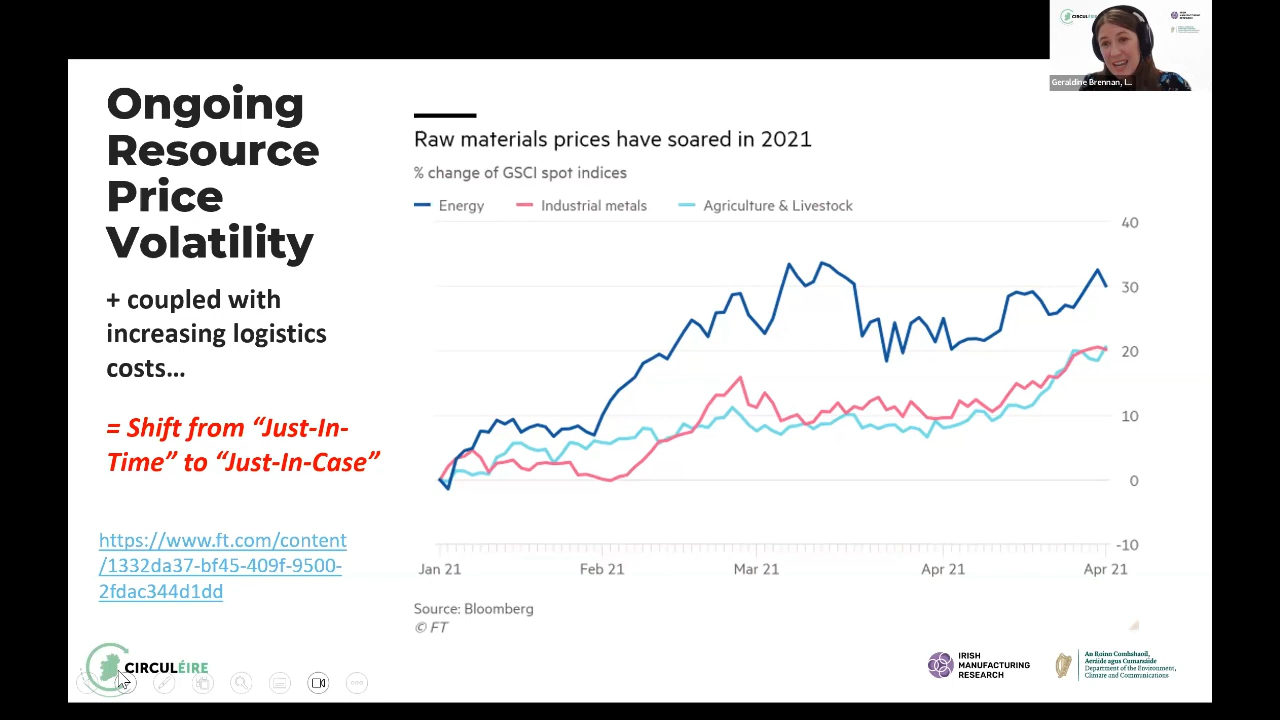 Ongoing
Resource
Price
Volatility
+ coupled with
increasing logistics
costs...
= Shift from “Just-In-
Time” to “Just-In-Case”
https://www.ft.com/content
/1332da37-bf45-409f-9500-
2fdac344d1dd
Raw materials prices have soared in 2021
% change of GSCI spot indices
Energy
Industrial metals
Agriculture & Livestock
40
30
20
10
0
-10
Jan 21
Feb 21
Mar 21
Apr 21
Apr 21
Source: Bloomberg
© FT
CIRCULÉIRE
IRISH
MANUFACTURING
RESEARCH
An Roinn Comhshaoil,
Aeráide agus Cumarsáide
Department of the Environment,
Climate and Communications
Geraldine Brennan, I...